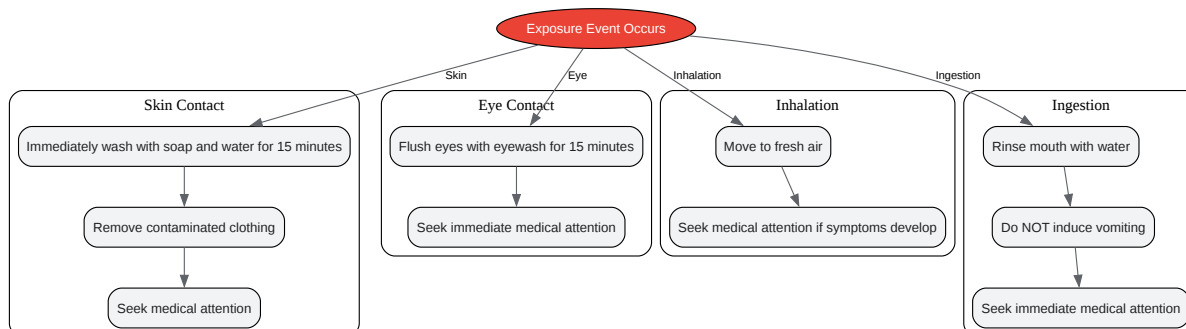 Exposure Event Occurs
Skin
Eye
Inhalation
Ingestion
Skin Contact
Eye Contact
Inhalation
Ingestion
Immediately wash with soap and water for 15 minutes
Flush eyes with eyewash for 15 minutes
Move to fresh air
Rinse mouth with water
Remove contaminated clothing
Seek immediate medical attention
Seek medical attention if symptoms develop
Do NOT induce vomiting
Seek medical attention
Seek immediate medical attention